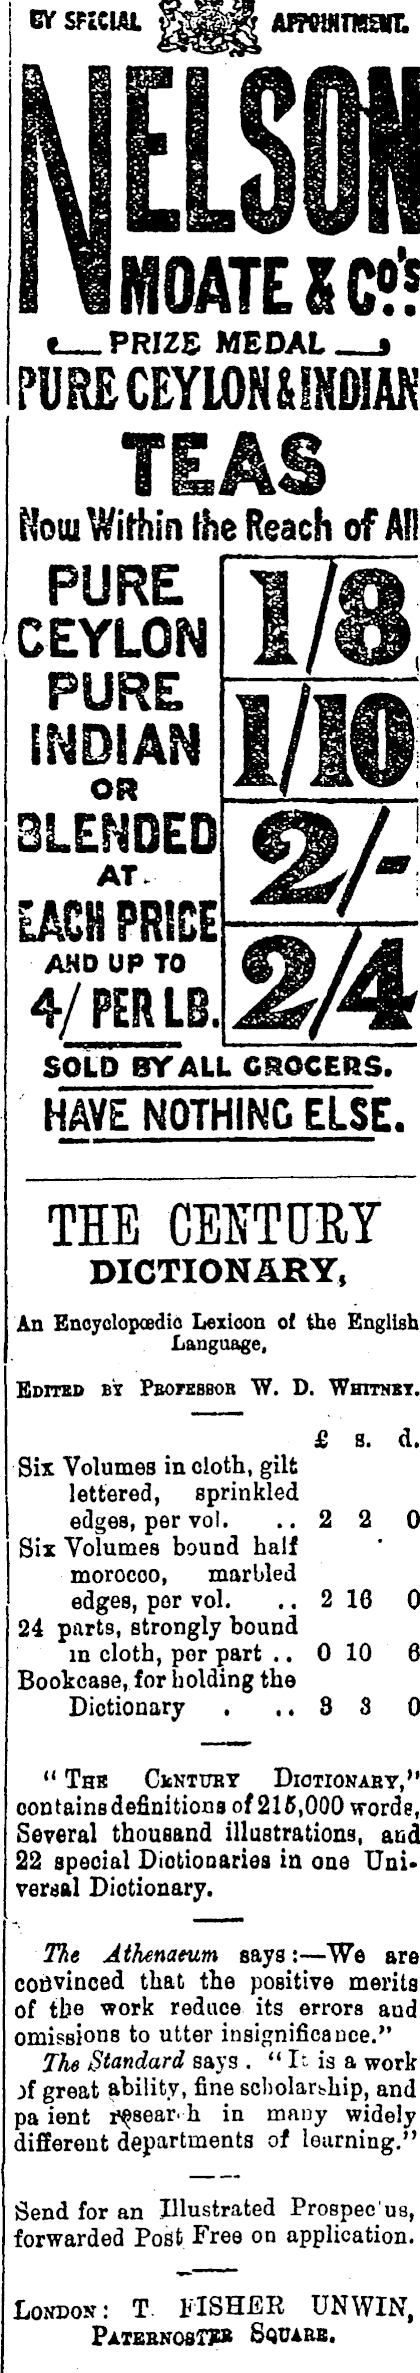 BY SPECIAL APPOINTMENT.
NELSON
MOATE & Co's
PRIZE MEDAL
PURE CEYLON & INDIAN
TEAS
Now Within the Reach of All
PURE
CEYLON
PURE
INDIAN
OR
BLENDED
AT
EACH PRICE
AND UP TO
4/ PER LB.
1/8
1/10
2/-
2/4
SOLD BY ALL GROCERS.
HAVE NOTHING ELSE.
THE CENTURY
DICTIONARY,
An Encyclopœdic Lexicon of the English
Language,
EDITED BY PROFESSOR W. D. WHITNEY.
£ s. d.
Six Volumes in cloth, gilt
lettered, sprinkled
edges, per vol. .. 2 2 0
Six Volumes bound half
morocco, marbled
edges, per vol. .. 2 16 0
24 parts, strongly bound
in cloth, per part .. 0 10 6
Bookcase, for holding the
Dictionary . .. 3 3 0
"THE CENTURY DICTIONARY,"
contains definitions of 215,000 words,
Several thousand illustrations, and
22 special Dictionaries in one Uni-
versal Dictionary.
The Athenaeum says:—We are
convinced that the positive merits
of the work reduce its errors and
omissions to utter insignificance."
The Standard says . "It is a work
of great ability, fine scholarship, and
pa ient resear h in many widely
different departments of learning."
Send for an Illustrated Prospec us,
forwarded Post Free on application.
LONDON: T. FISHER UNWIN,
PATERNOSTER SQUARE.